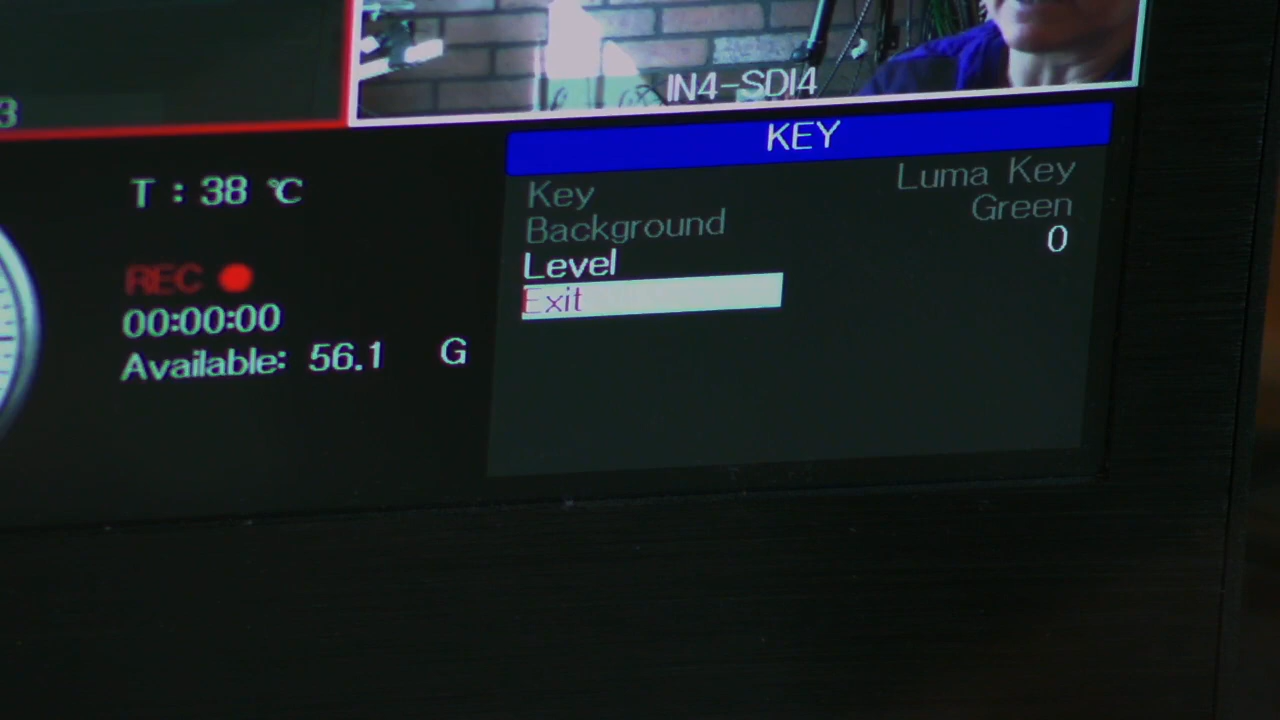 3
IN4-SDI4
T : 38 °C
REC
00:00:00
Available: 56.1 G
KEY
Key Luma Key
Background Green
Level 0
Exit